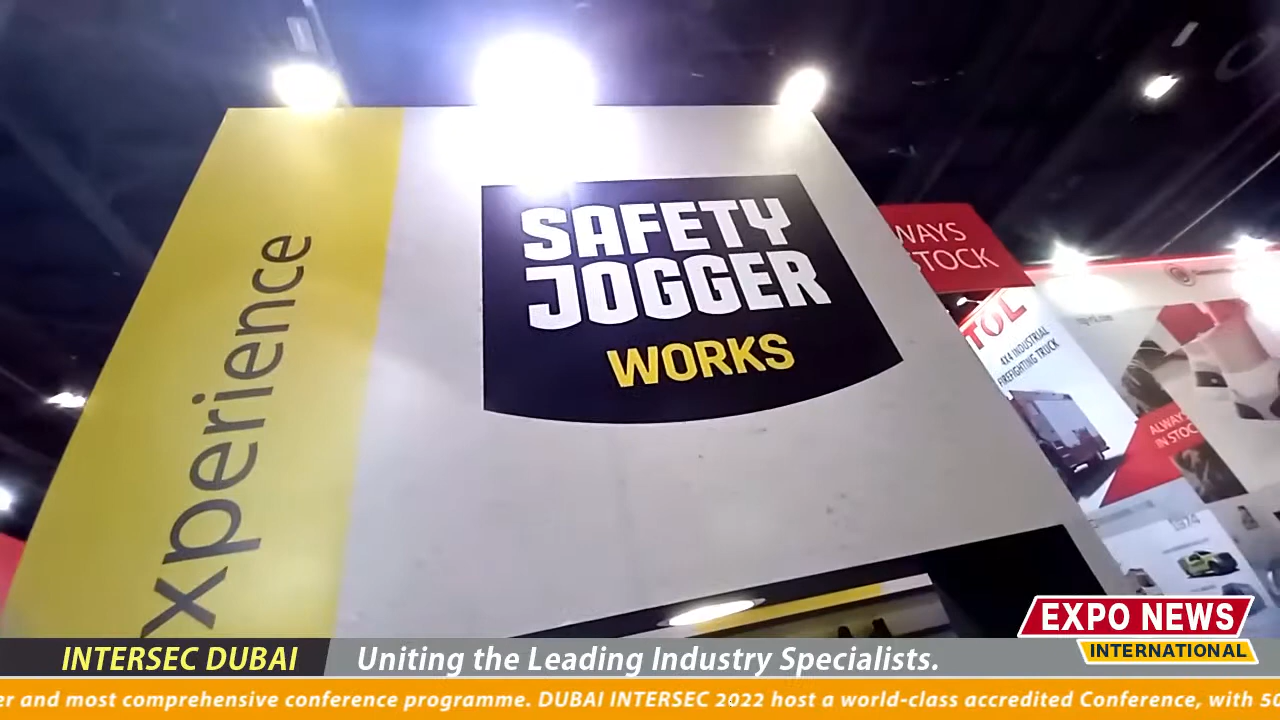 xperience
SAFETY
JOGGER
WORKS
WAYS
STOCK
TOL
4X4 INDUSTRIAL
FIREFIGHTING TRUCK
ALWAYS
IN STOCK
EXPO NEWS
INTERNATIONAL
INTERSEC DUBAI
Uniting the Leading Industry Specialists.
er and most comprehensive conference programme. DUBAI INTERSEC 2022 host a world-class accredited Conference, with 50